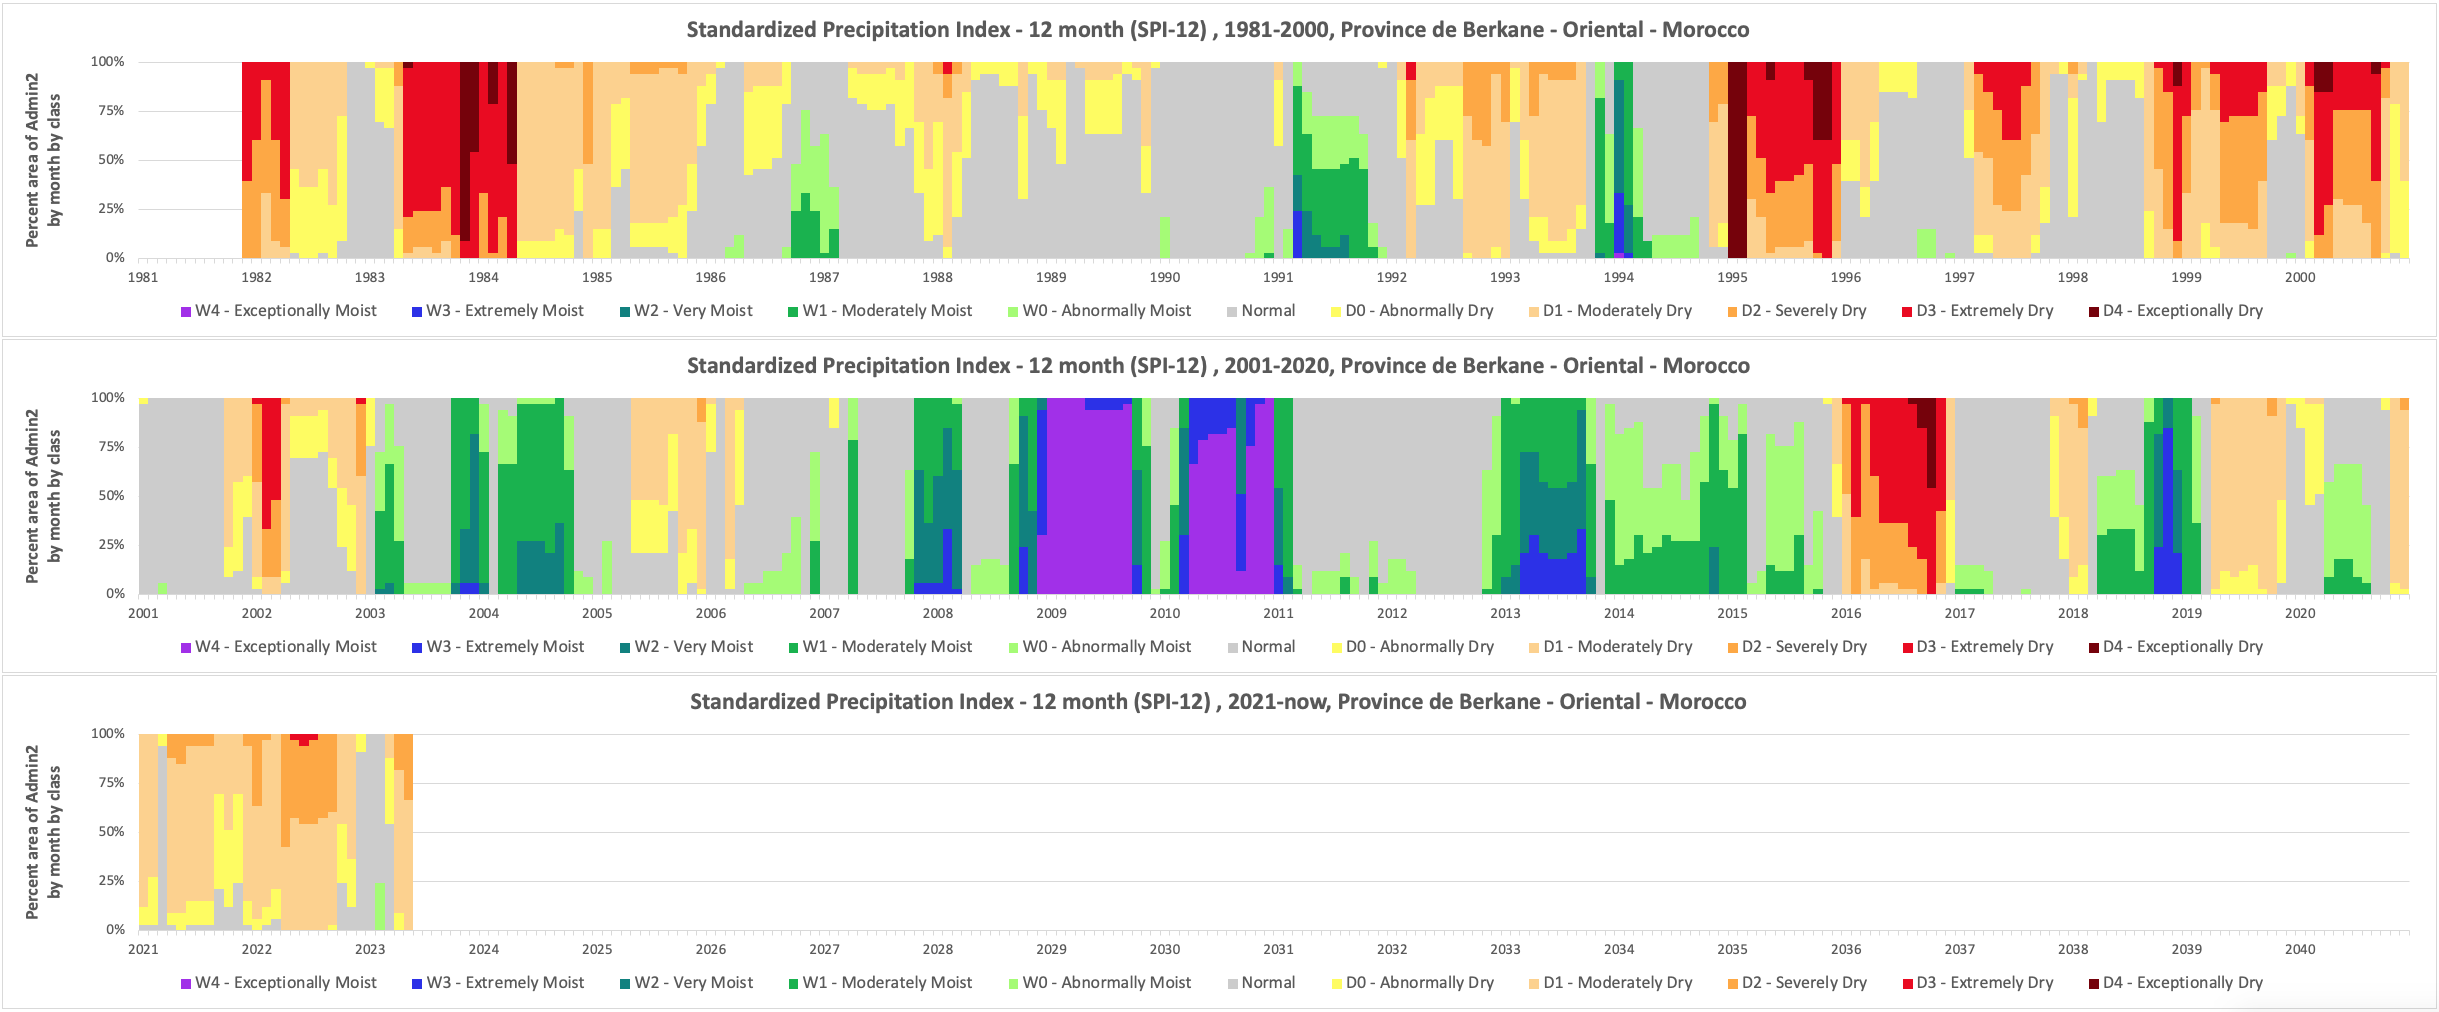 Standardized Precipitation Index - 12 month (SPI-12) , 1981-2000, Province de Berkane - Oriental - Morocco
Percent area of Admin2
by month by class
100%
75%
50%
25%
0%
1981 1982 1983 1984 1985 1986 1987 1988 1989 1990 1991 1992 1993 1994 1995 1996 1997 1998 1999 2000
W4 - Exceptionally Moist W3 - Extremely Moist W2 - Very Moist W1 - Moderately Moist W0 - Abnormally Moist Normal D0 - Abnormally Dry D1 - Moderately Dry D2 - Severely Dry D3 - Extremely Dry D4 - Exceptionally Dry
Standardized Precipitation Index - 12 month (SPI-12) , 2001-2020, Province de Berkane - Oriental - Morocco
Percent area of Admin2
by month by class
100%
75%
50%
25%
0%
2001 2002 2003 2004 2005 2006 2007 2008 2009 2010 2011 2012 2013 2014 2015 2016 2017 2018 2019 2020
W4 - Exceptionally Moist W3 - Extremely Moist W2 - Very Moist W1 - Moderately Moist W0 - Abnormally Moist Normal D0 - Abnormally Dry D1 - Moderately Dry D2 - Severely Dry D3 - Extremely Dry D4 - Exceptionally Dry
Standardized Precipitation Index - 12 month (SPI-12) , 2021-now, Province de Berkane - Oriental - Morocco
Percent area of Admin2
by month by class
100%
75%
50%
25%
0%
2021 2022 2023 2024 2025 2026 2027 2028 2029 2030 2031 2032 2033 2034 2035 2036 2037 2038 2039 2040
W4 - Exceptionally Moist W3 - Extremely Moist W2 - Very Moist W1 - Moderately Moist W0 - Abnormally Moist Normal D0 - Abnormally Dry D1 - Moderately Dry D2 - Severely Dry D3 - Extremely Dry D4 - Exceptionally Dry